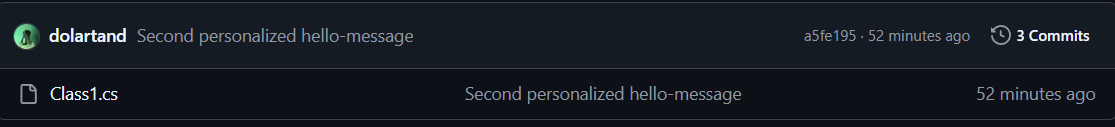 dolartand Second personalized hello-message a5fe195 · 52 minutes ago 3 Commits
Class1.cs Second personalized hello-message 52 minutes ago